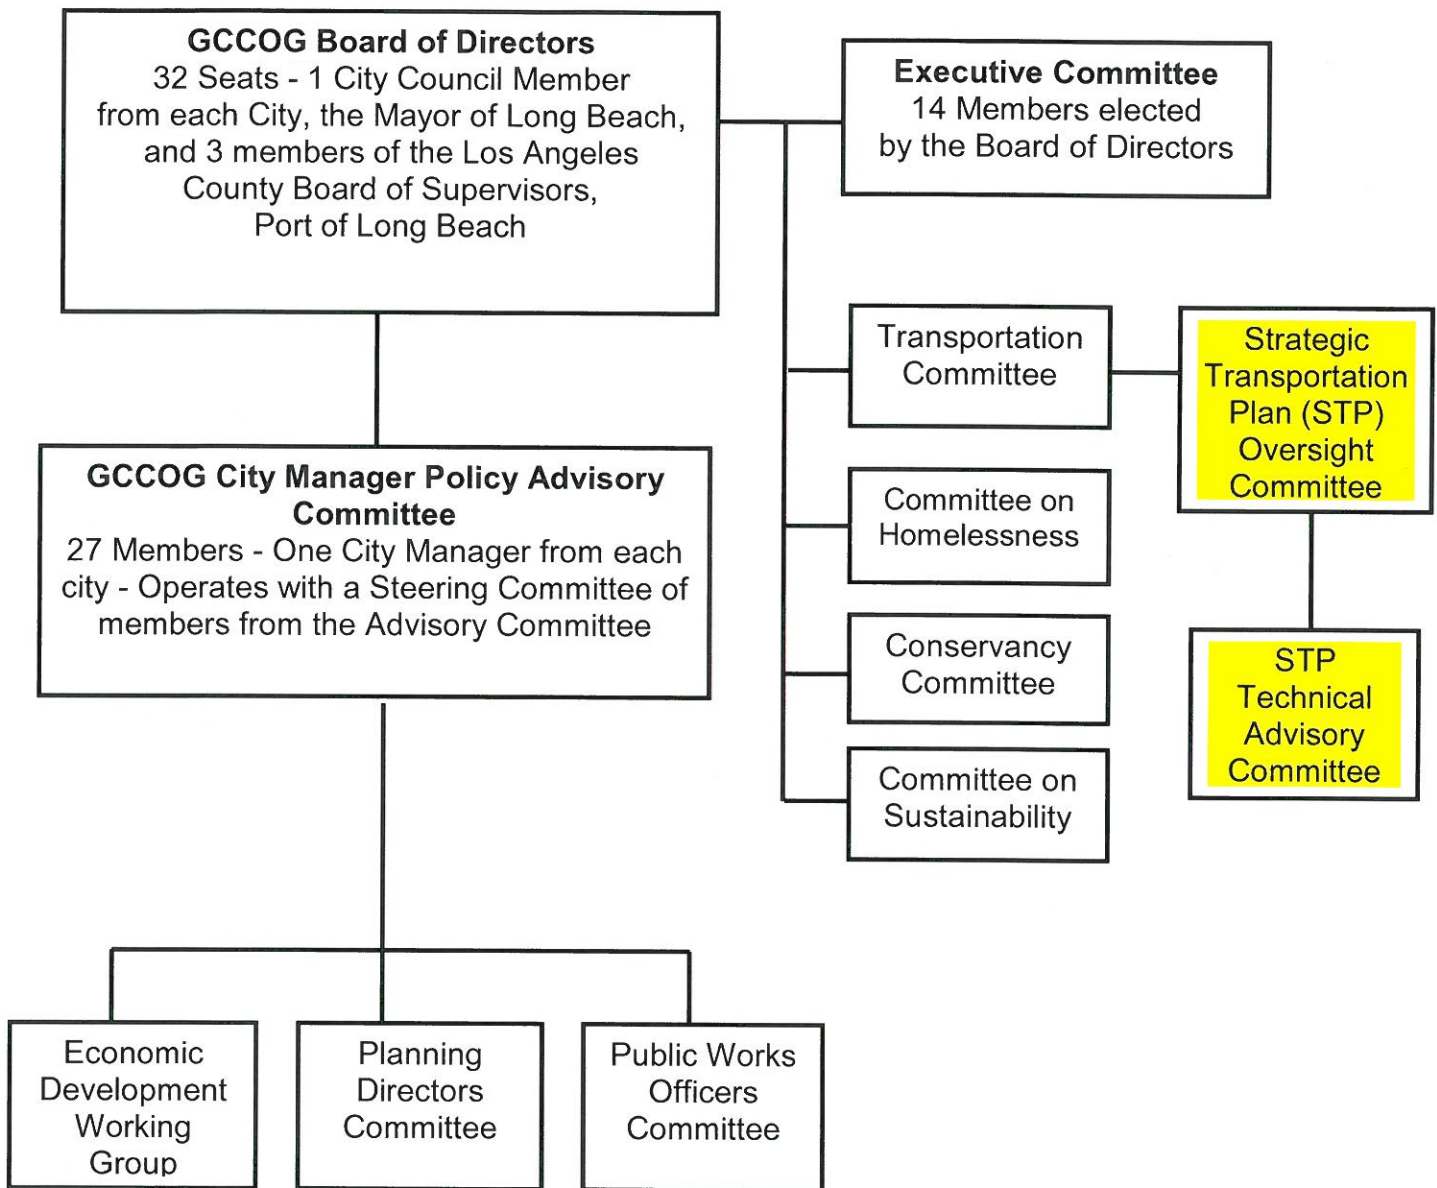 GCCOG Board of Directors
32 Seats - 1 City Council Member
from each City, the Mayor of Long Beach,
and 3 members of the Los Angeles
County Board of Supervisors,
Port of Long Beach
Executive Committee
14 Members elected
by the Board of Directors
Transportation
Committee
Strategic
Transportation
Plan (STP)
Oversight
Committee
GCCOG City Manager Policy Advisory
Committee
27 Members - One City Manager from each
city - Operates with a Steering Committee of
members from the Advisory Committee
Committee on
Homelessness
Conservancy
Committee
STP
Technical
Advisory
Committee
Committee on
Sustainability
Economic
Development
Working
Group
Planning
Directors
Committee
Public Works
Officers
Committee